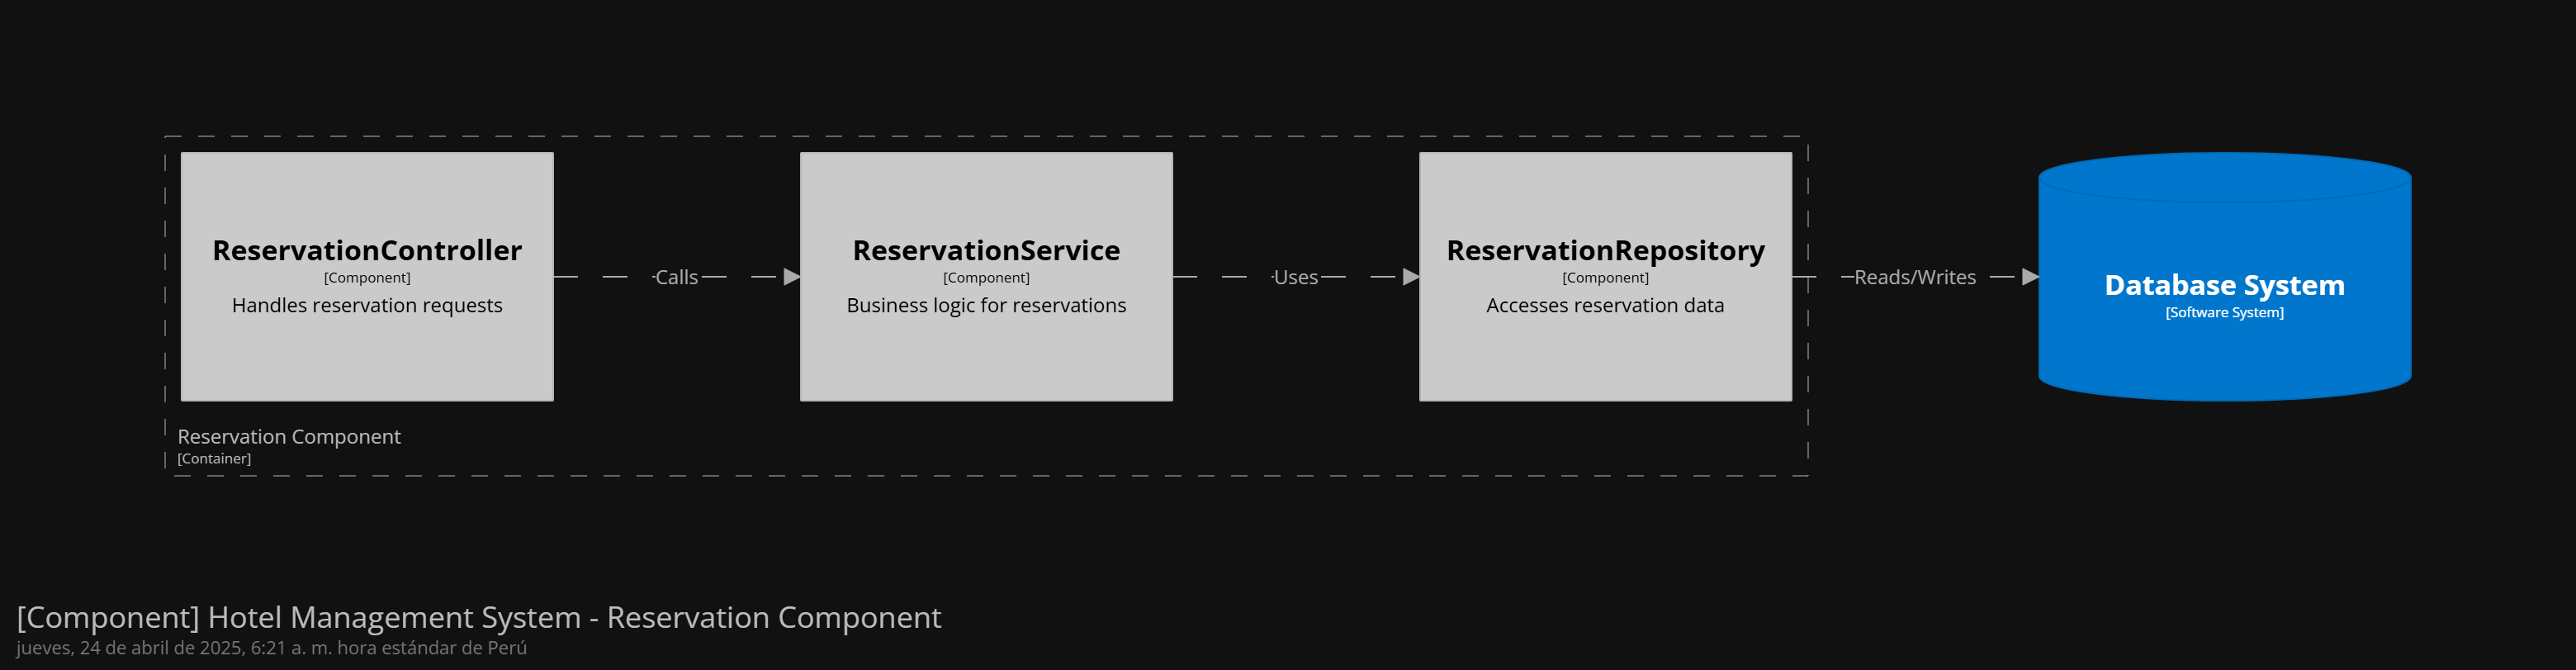 ReservationController
[Component]
Handles reservation requests
Calls
ReservationService
[Component]
Business logic for reservations
Uses
ReservationRepository
[Component]
Accesses reservation data
Reads/Writes
Database System
[Software System]
Reservation Component
[Container]
[Component] Hotel Management System - Reservation Component
jueves, 24 de abril de 2025, 6:21 a. m. hora estándar de Perú